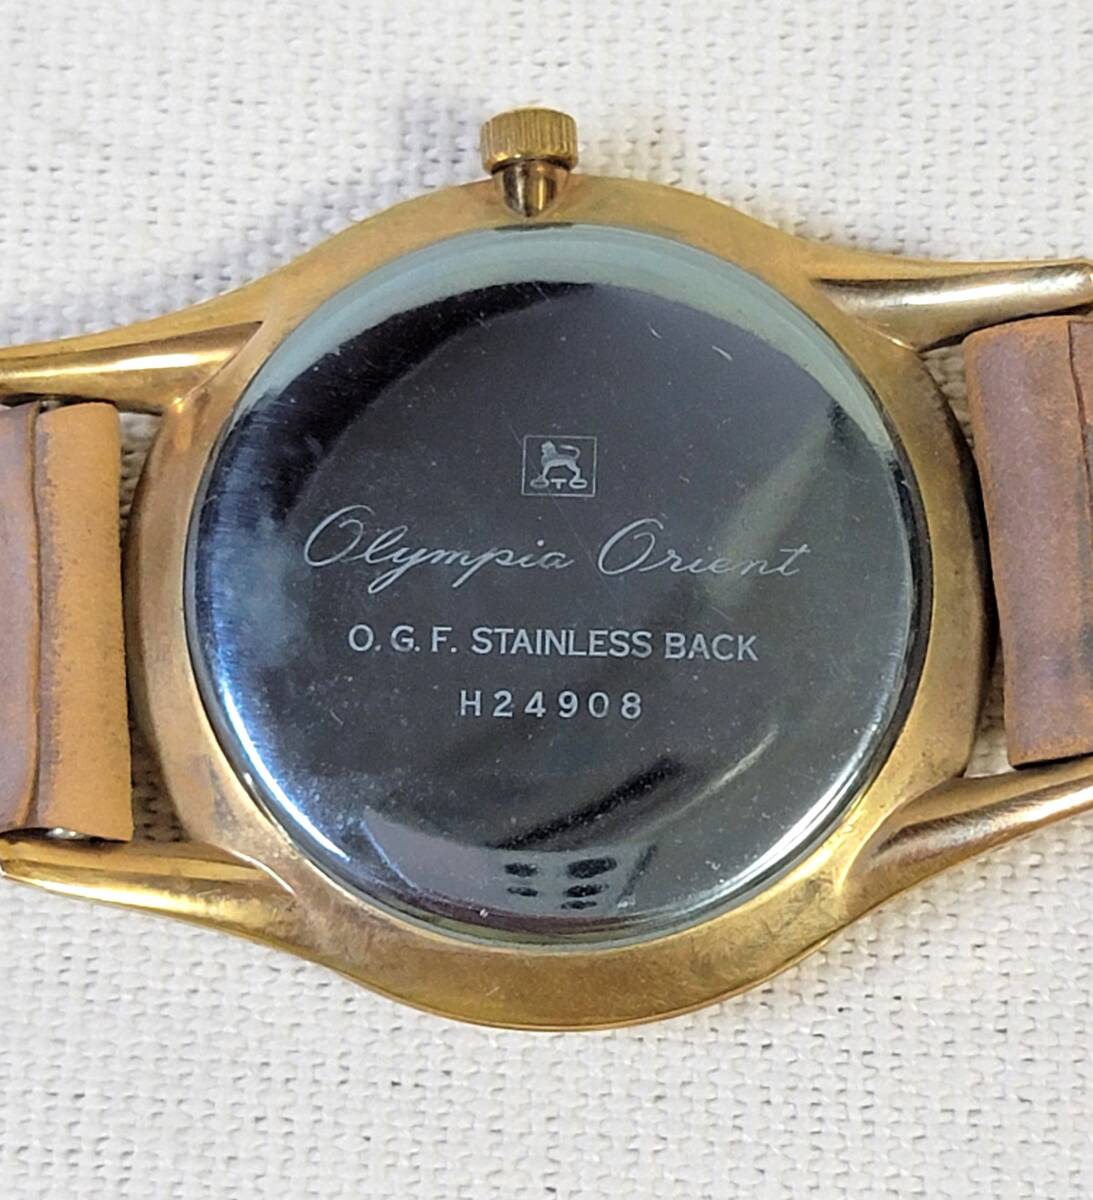 Olympia Orient
O. G. F. STAINLESS BACK
H24908